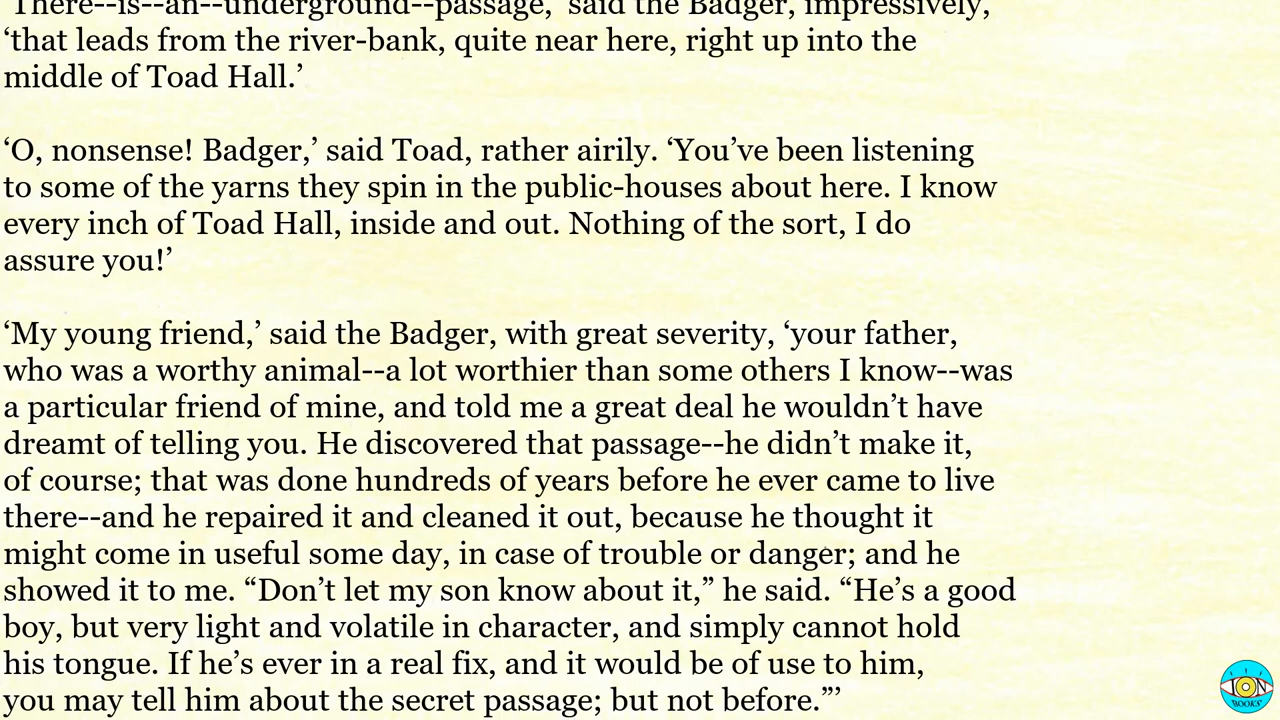 ‘There--is--an--underground--passage,’ said the Badger, impressively,
‘that leads from the river-bank, quite near here, right up into the
middle of Toad Hall.’
‘O, nonsense! Badger,’ said Toad, rather airily. ‘You’ve been listening
to some of the yarns they spin in the public-houses about here. I know
every inch of Toad Hall, inside and out. Nothing of the sort, I do
assure you!’
‘My young friend,’ said the Badger, with great severity, ‘your father,
who was a worthy animal--a lot worthier than some others I know--was
a particular friend of mine, and told me a great deal he wouldn’t have
dreamt of telling you. He discovered that passage--he didn’t make it,
of course; that was done hundreds of years before he ever came to live
there--and he repaired it and cleaned it out, because he thought it
might come in useful some day, in case of trouble or danger; and he
showed it to me. “Don’t let my son know about it,” he said. “He’s a good
boy, but very light and volatile in character, and simply cannot hold
his tongue. If he’s ever in a real fix, and it would be of use to him,
you may tell him about the secret passage; but not before.”’
ION
BOOKS